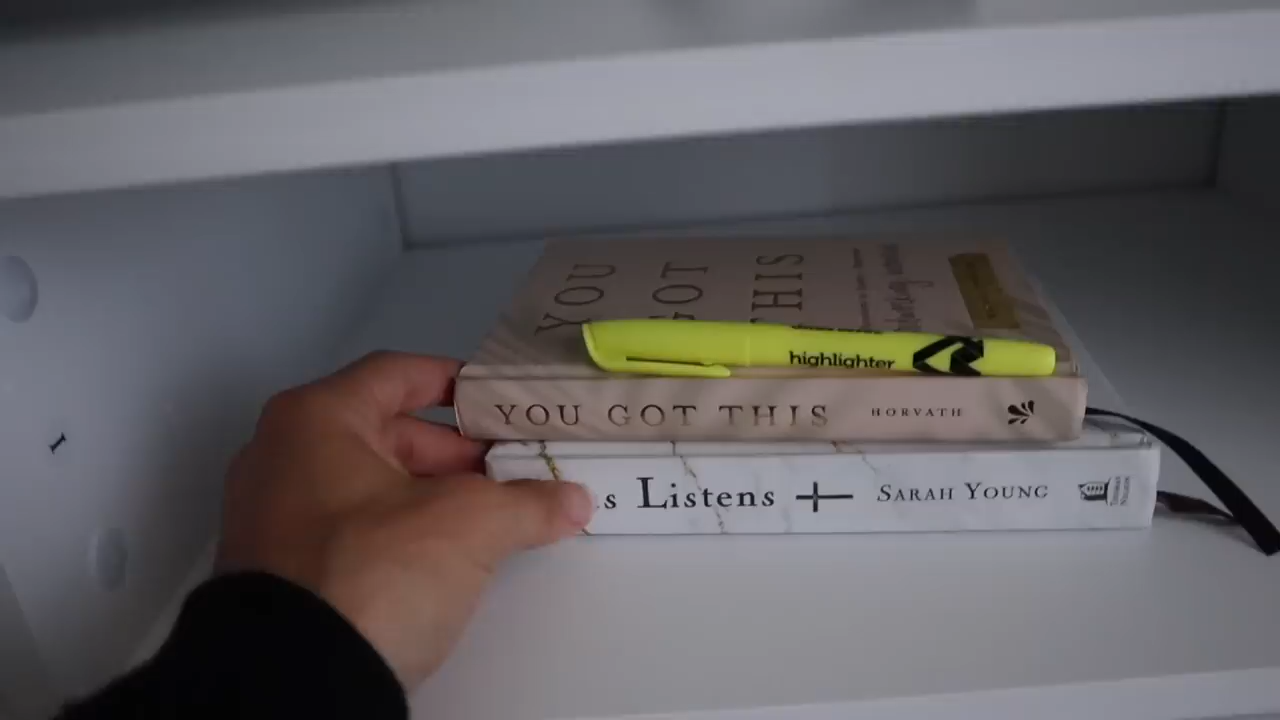 YOU
GOT
THIS
highlighter
YOU GOT THIS HORVATH
s Listens SARAH YOUNG